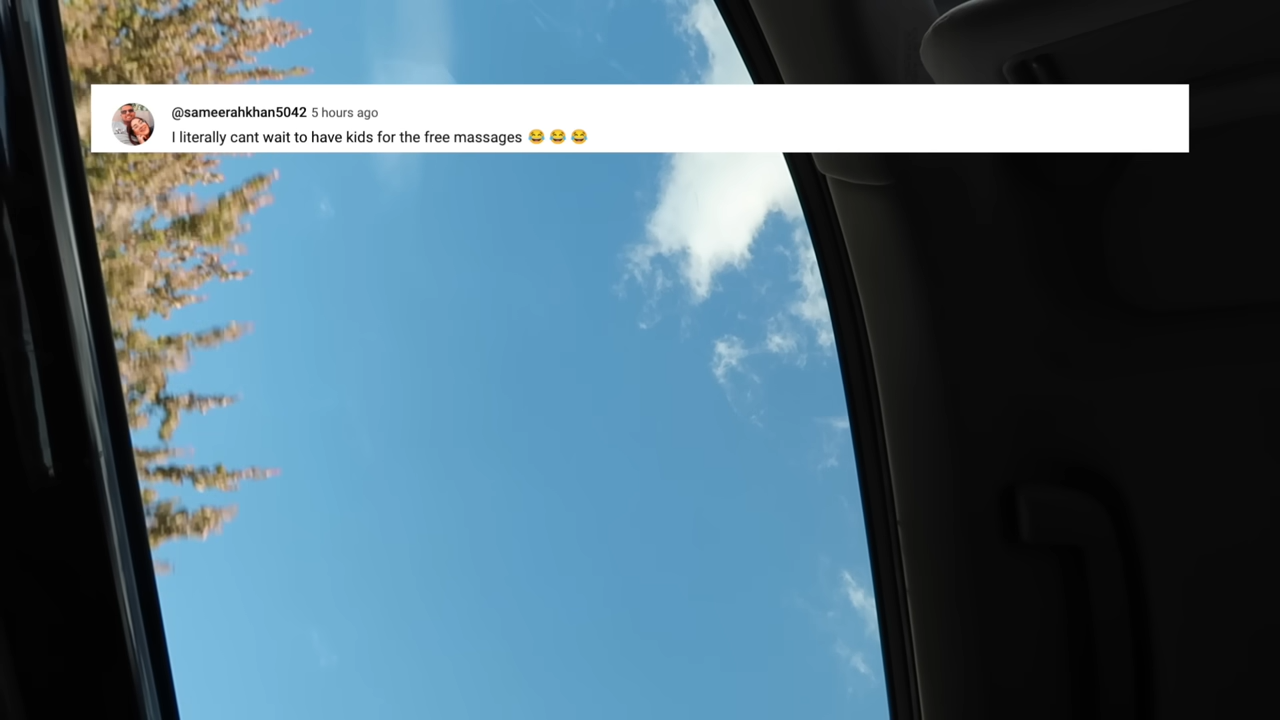 @sameerahkhan5042 5 hours ago
I literally cant wait to have kids for the free massages 😂 😂 😂